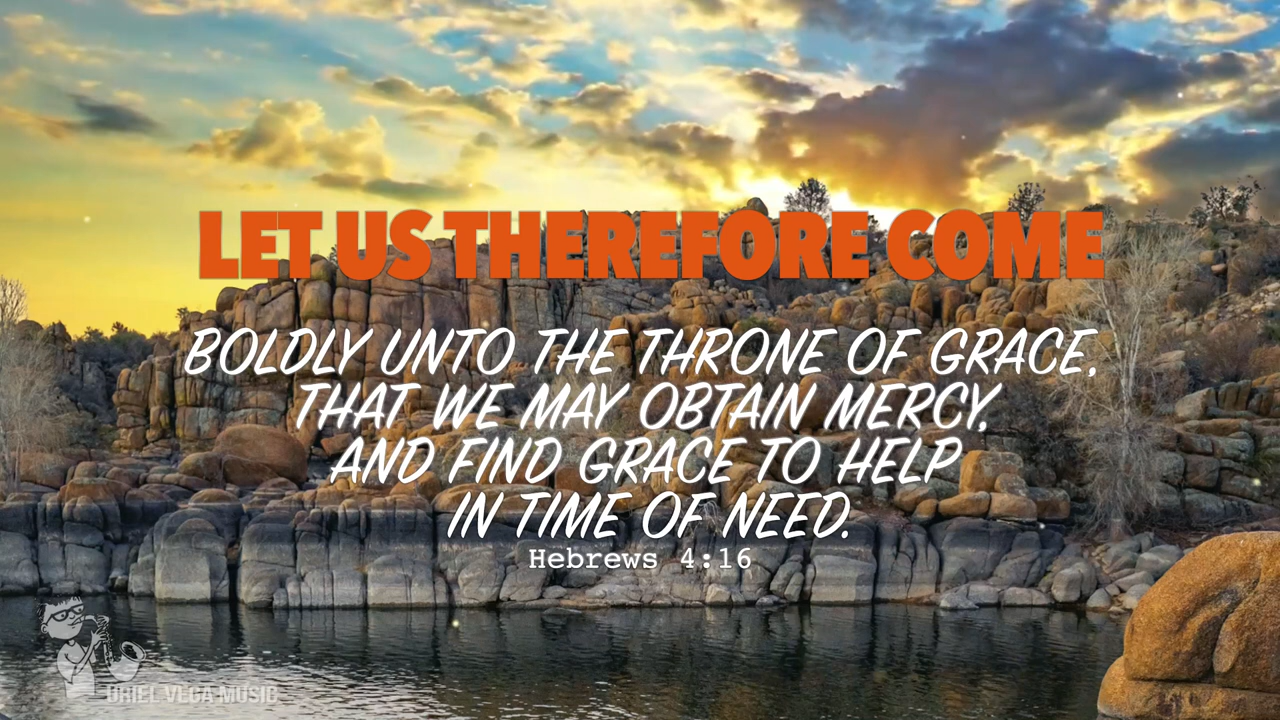 LET US THEREFORE COME
BOLDLY UNTO THE THRONE OF GRACE,
THAT WE MAY OBTAIN MERCY,
AND FIND GRACE TO HELP
IN TIME OF NEED.
Hebrews 4:16
URIEL VEGA MUSIC